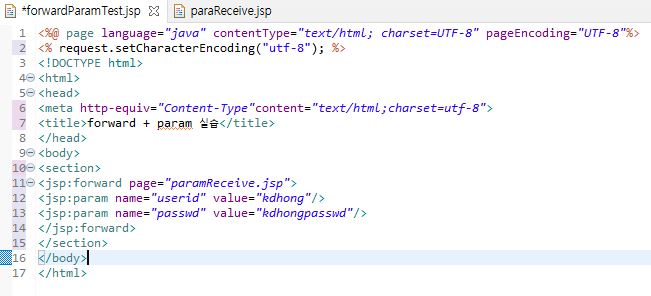 *forwardParamTest.jsp paraReceive.jsp
1 <%@ page language="java" contentType="text/html; charset=UTF-8" pageEncoding="UTF-8"%>
2 <% request.setCharacterEncoding("utf-8"); %>
3 <!DOCTYPE html>
4 <html>
5 <head>
6 <meta http-equiv="Content-Type"content="text/html;charset=utf-8">
7 <title>forward + param 실습</title>
8 </head>
9 <body>
10 <section>
11 <jsp:forward page="paramReceive.jsp">
12 <jsp:param name="userid" value="kdhong"/>
13 <jsp:param name="passwd" value="kdhongpasswd"/>
14 </jsp:forward>
15 </section>
16 </body>
17 </html>